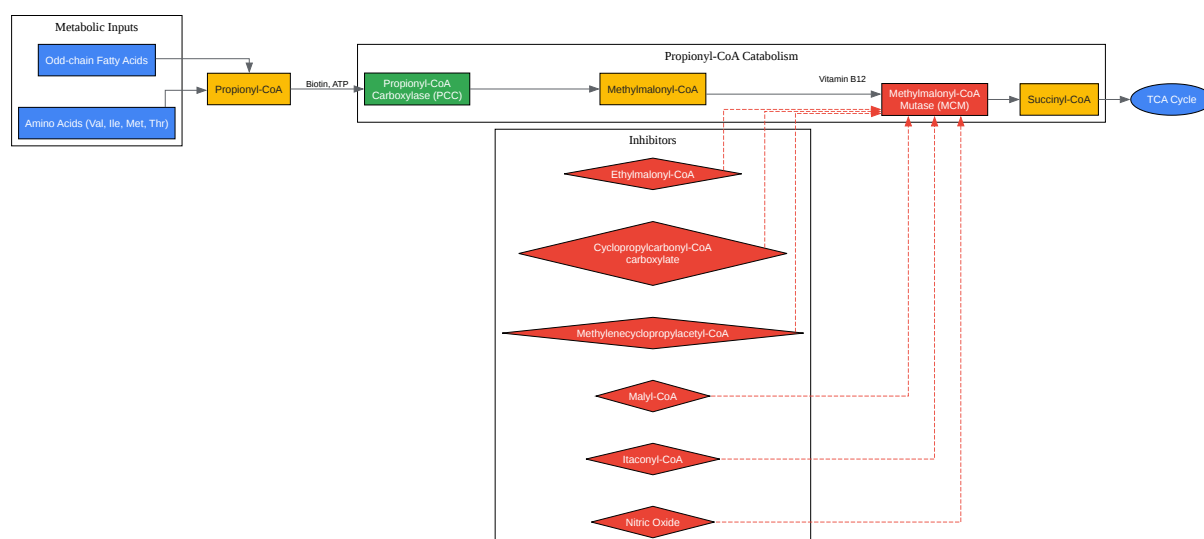 Metabolic Inputs
Odd-chain Fatty Acids
Amino Acids (Val, Ile, Met, Thr)
Propionyl-CoA
Biotin, ATP
Propionyl-CoA Catabolism
Propionyl-CoA
Carboxylase (PCC)
Methylmalonyl-CoA
Vitamin B12
Methylmalonyl-CoA
Mutase (MCM)
Succinyl-CoA
TCA Cycle
Inhibitors
Ethylmalonyl-CoA
Cyclopropylcarbonyl-CoA
carboxylate
Methylenecyclopropylacetyl-CoA
Malyl-CoA
Itaconyl-CoA
Nitric Oxide